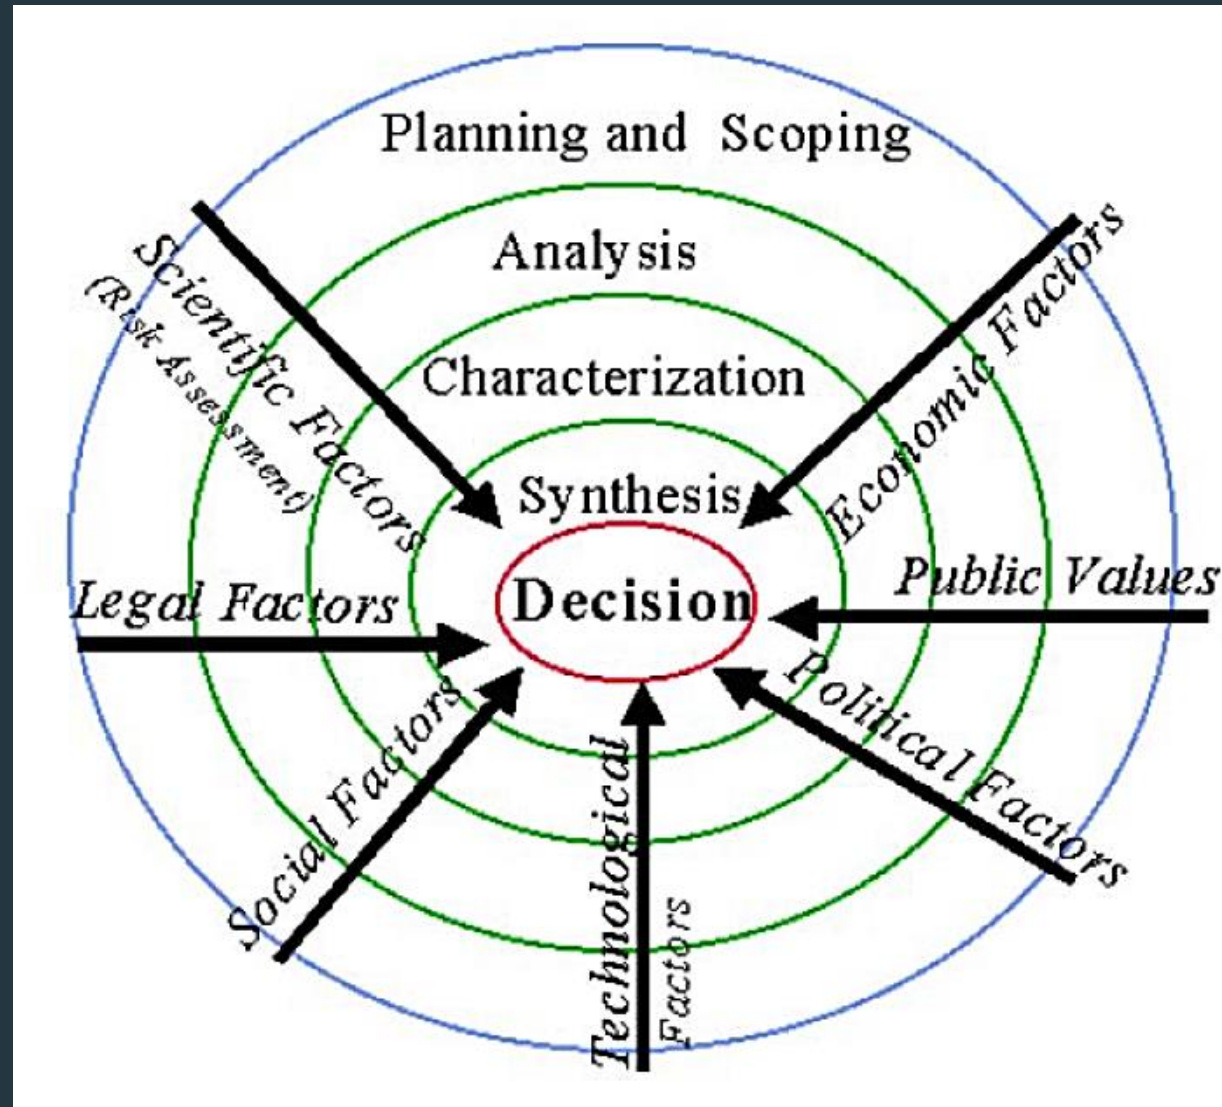 Planning and Scoping
Analysis
Characterization
Synthesis
Decision
Scientific Factors
(Risk Assessment)
Economic Factors
Legal Factors
Public Values
Social Factors
Technological
Factors
Political Factors